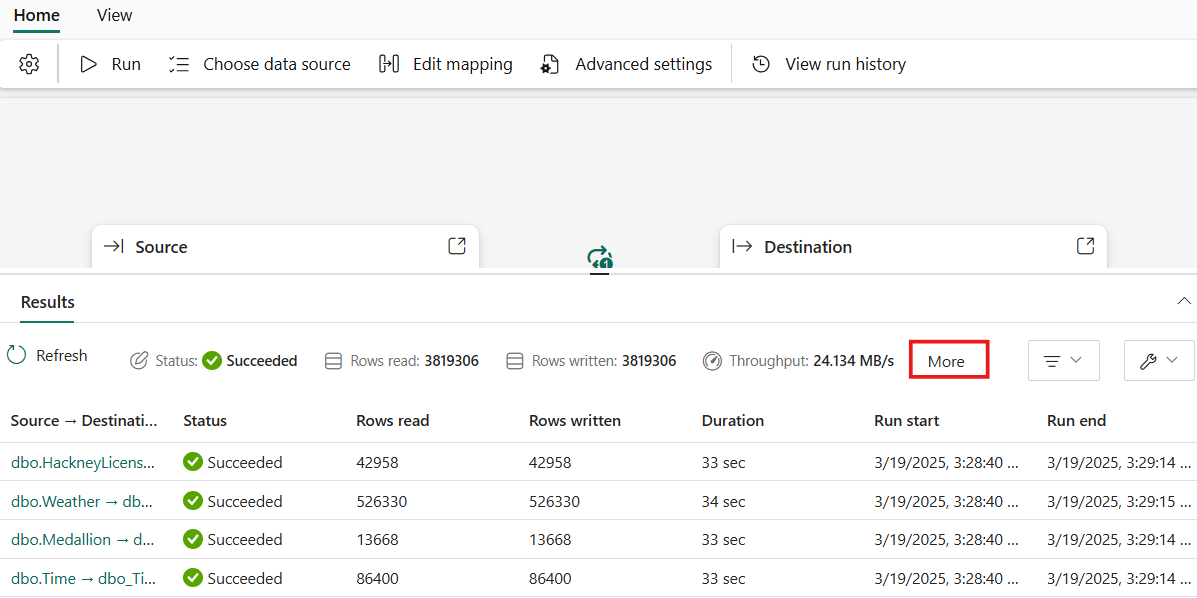 Home View
Run Choose data source Edit mapping Advanced settings View run history
Source Destination
1
Results
Refresh Status: Succeeded Rows read: 3819306 Rows written: 3819306 Throughput: 24.134 MB/s More
Source → Destinati... Status Rows read Rows written Duration Run start Run end
dbo.HackneyLicens... Succeeded 42958 42958 33 sec 3/19/2025, 3:28:40 ... 3/19/2025, 3:29:14 ...
dbo.Weather → db... Succeeded 526330 526330 34 sec 3/19/2025, 3:28:40 ... 3/19/2025, 3:29:15 ...
dbo.Medallion → d... Succeeded 13668 13668 33 sec 3/19/2025, 3:28:40 ... 3/19/2025, 3:29:14 ...
dbo.Time → dbo_Ti... Succeeded 86400 86400 33 sec 3/19/2025, 3:28:40 ... 3/19/2025, 3:29:14 ...